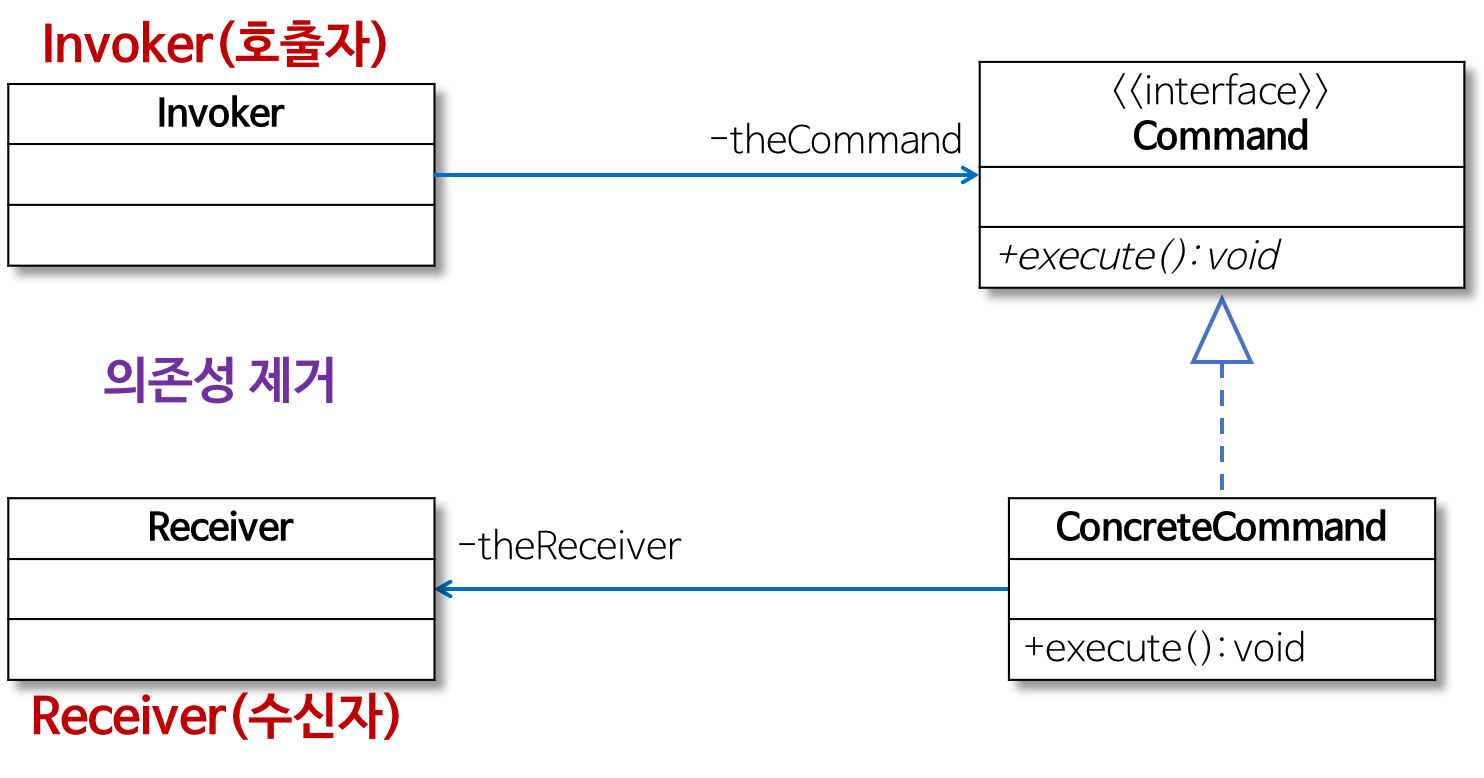 Invoker(호출자)
Invoker
-theCommand
<<interface>>
Command
+execute():void
의존성 제거
Receiver
-theReceiver
ConcreteCommand
+execute():void
Receiver(수신자)